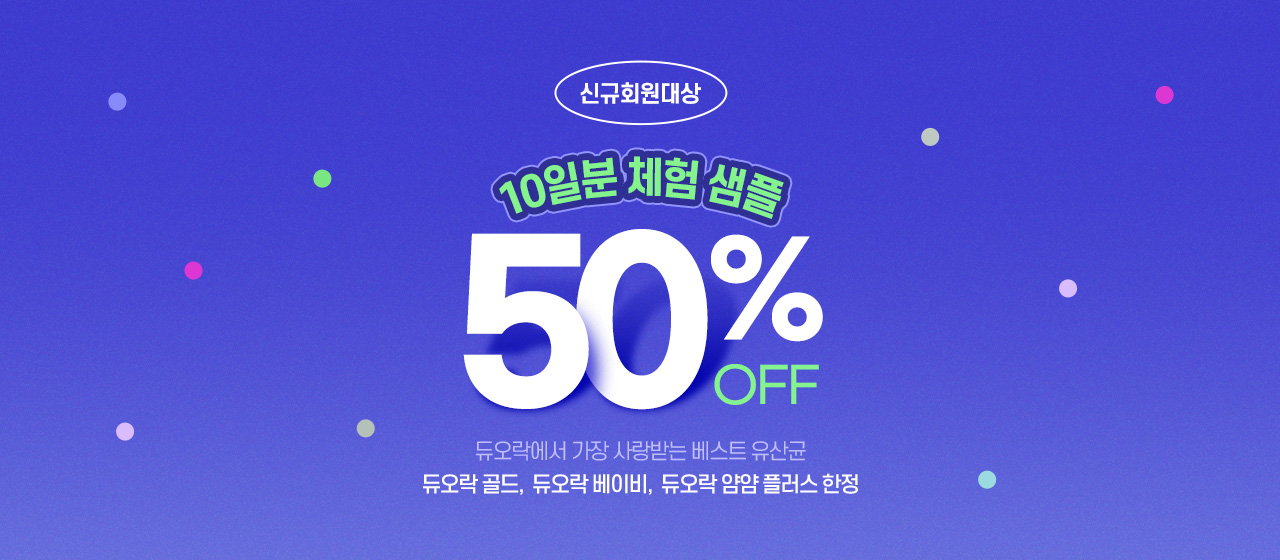 신규회원대상
10일분 체험 샘플
50%
OFF
듀오락에서 가장 사랑받는 베스트 유산균
듀오락 골드, 듀오락 베이비, 듀오락 얌얌 플러스 한정